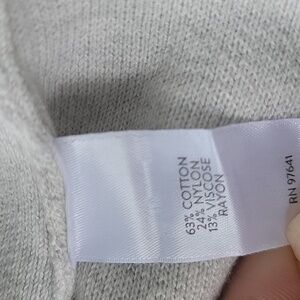 63% COTTON
24% NYLON
13% VISCOSE
RAYON
RN 97641